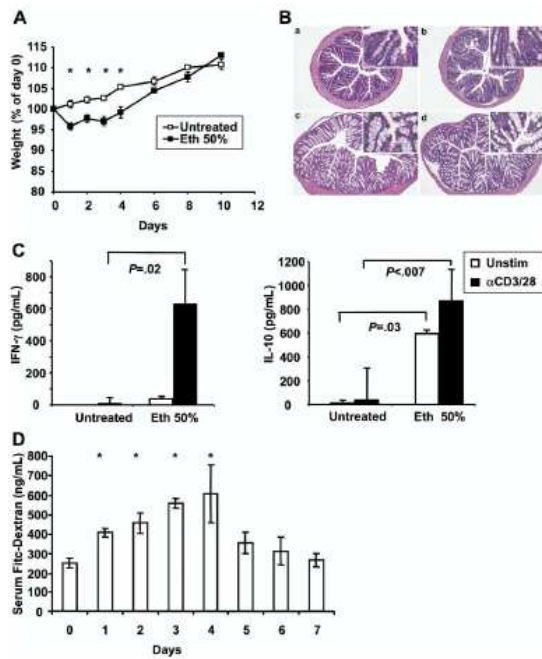 A
Weight (% of day 0)
115
110
105
100
95
90
85
80
* * * *
Untreated
Eth 50%
0 2 4 6 8 10 12
Days
B
a
b
c
d
C
IFN-γ (pg/mL)
800
600
400
200
0
P=.02
Untreated Eth 50%
IL-10 (pg/mL)
1200
1000
800
600
400
200
0
P<.007
P=.03
Unstim
αCD3/28
Untreated Eth 50%
D
Serum Fitc-Dextran (ng/mL)
800
700
600
500
400
300
200
100
0
* * * *
0 1 2 3 4 5 6 7
Days